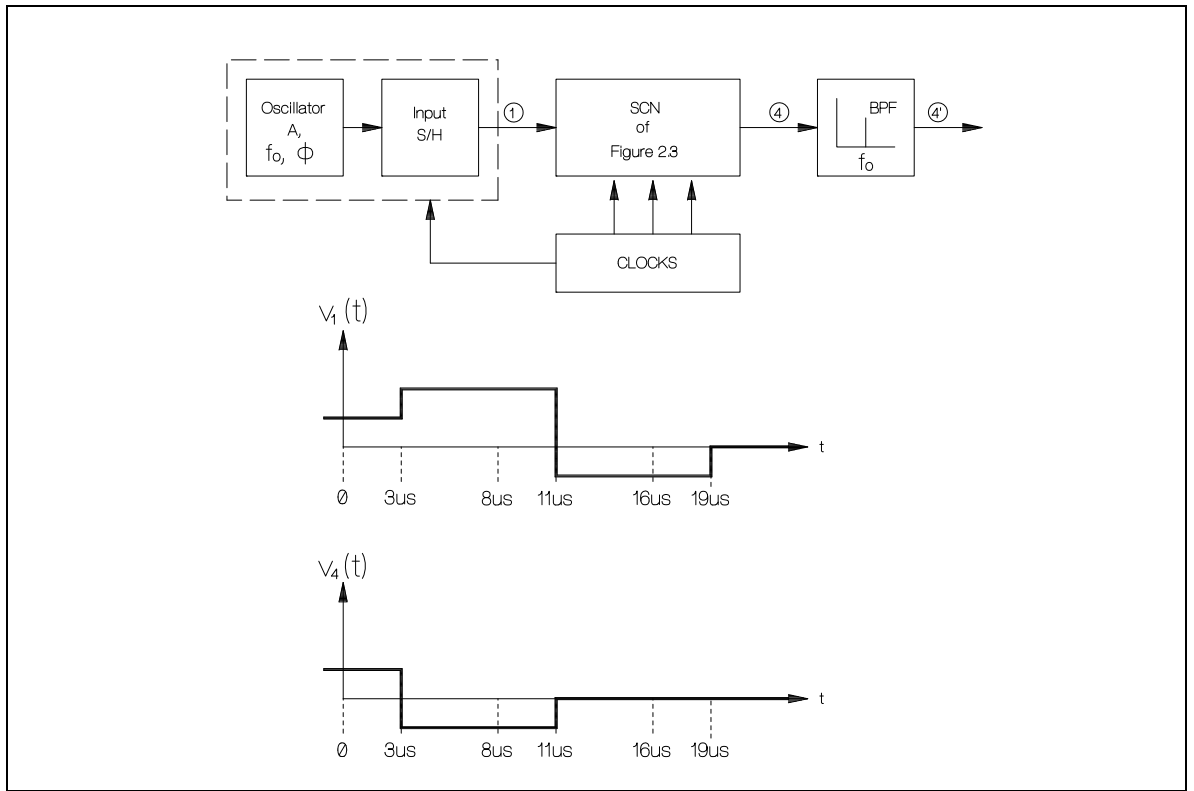 Oscillator
A,
fo, ϕ
Input
S/H
1
SCN
of
Figure 2.3
4
BPF
fo
4'
CLOCKS
V1 (t)
t
0 3us 8us 11us 16us 19us
V4 (t)
t
0 3us 8us 11us 16us 19us